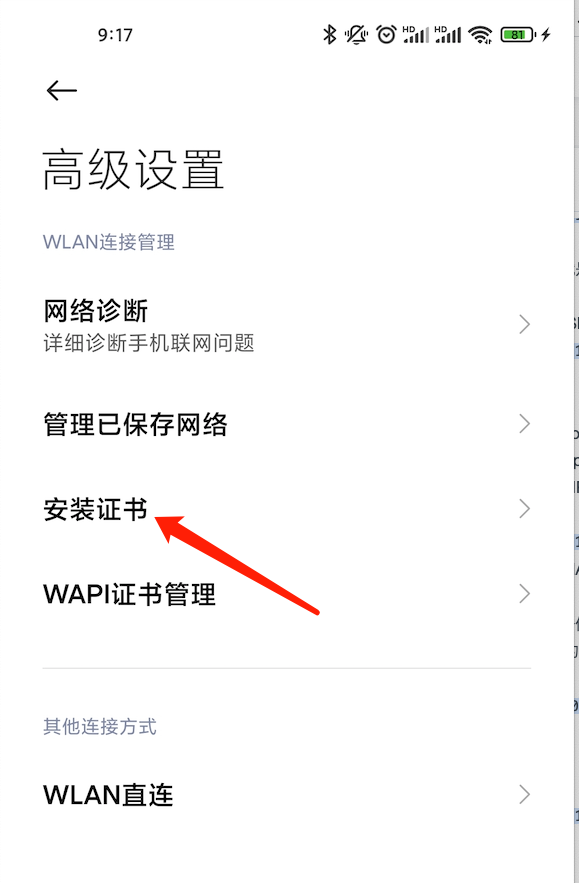 9:17
HD HD 81
高级设置
WLAN连接管理
网络诊断
详细诊断手机联网问题
管理已保存网络
安装证书
WAPI证书管理
其他连接方式
WLAN直连